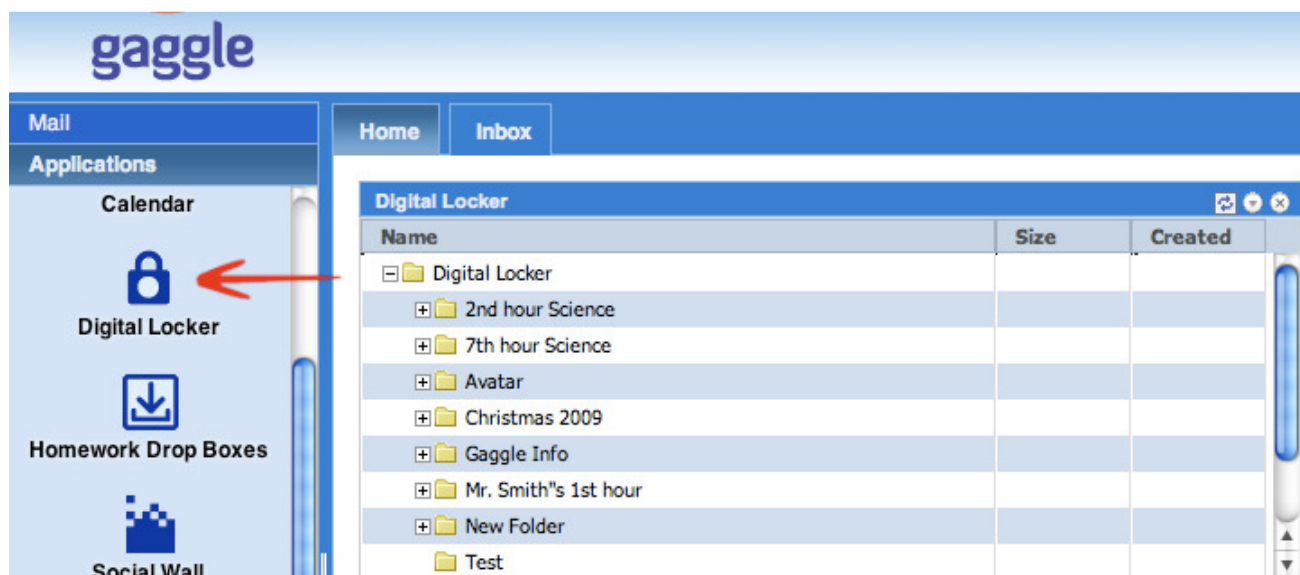 gaggle
Mail
Applications
Calendar
Digital Locker
Homework Drop Boxes
Social Wall
Home Inbox
Digital Locker
Name Size Created
Digital Locker
2nd hour Science
7th hour Science
Avatar
Christmas 2009
Gaggle Info
Mr. Smith"s 1st hour
New Folder
Test